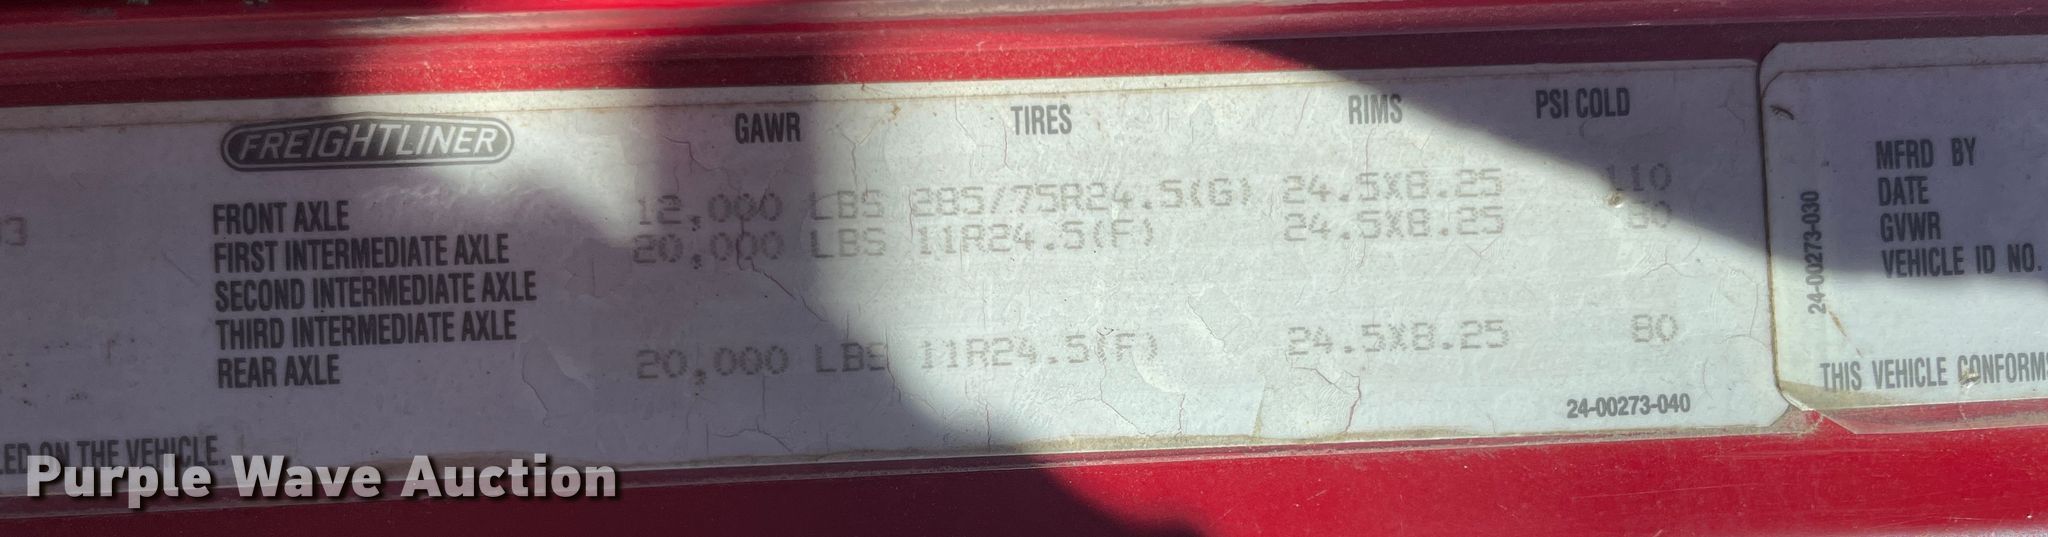 FREIGHTLINER GAWR TIRES RIMS PSI COLD
FRONT AXLE 12,000 LBS 285/75R24.5(G) 24.5X8.25 110
FIRST INTERMEDIATE AXLE 20,000 LBS 11R24.5(F) 24.5X8.25 80
SECOND INTERMEDIATE AXLE
THIRD INTERMEDIATE AXLE
REAR AXLE 20,000 LBS 11R24.5(F) 24.5X8.25 80
24-00273-040
ON THE VEHICLE.
24-00273-030
MFRD BY
DATE
GVWR
VEHICLE ID NO.
THIS VEHICLE CONFORMS
Purple Wave Auction